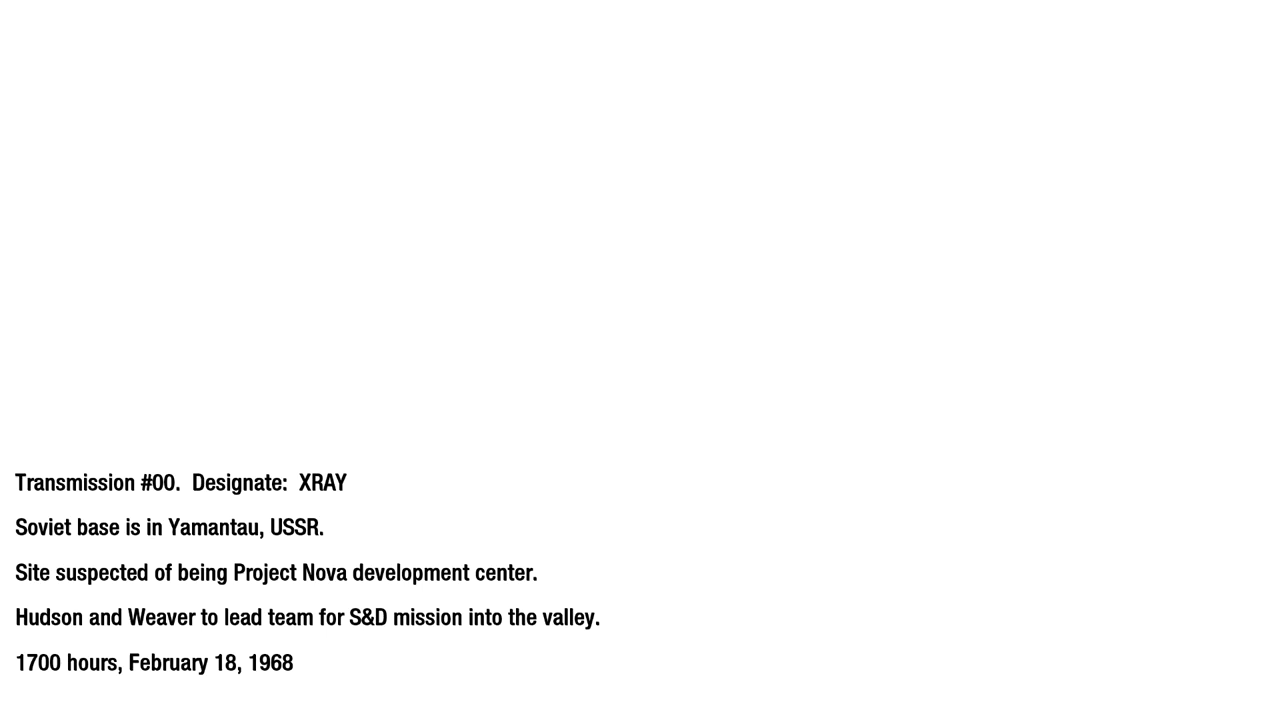 Transmission #00.  Designate:  XRAY
Soviet base is in Yamantau, USSR.
Site suspected of being Project Nova development center.
Hudson and Weaver to lead team for S&D mission into the valley.
1700 hours, February 18, 1968